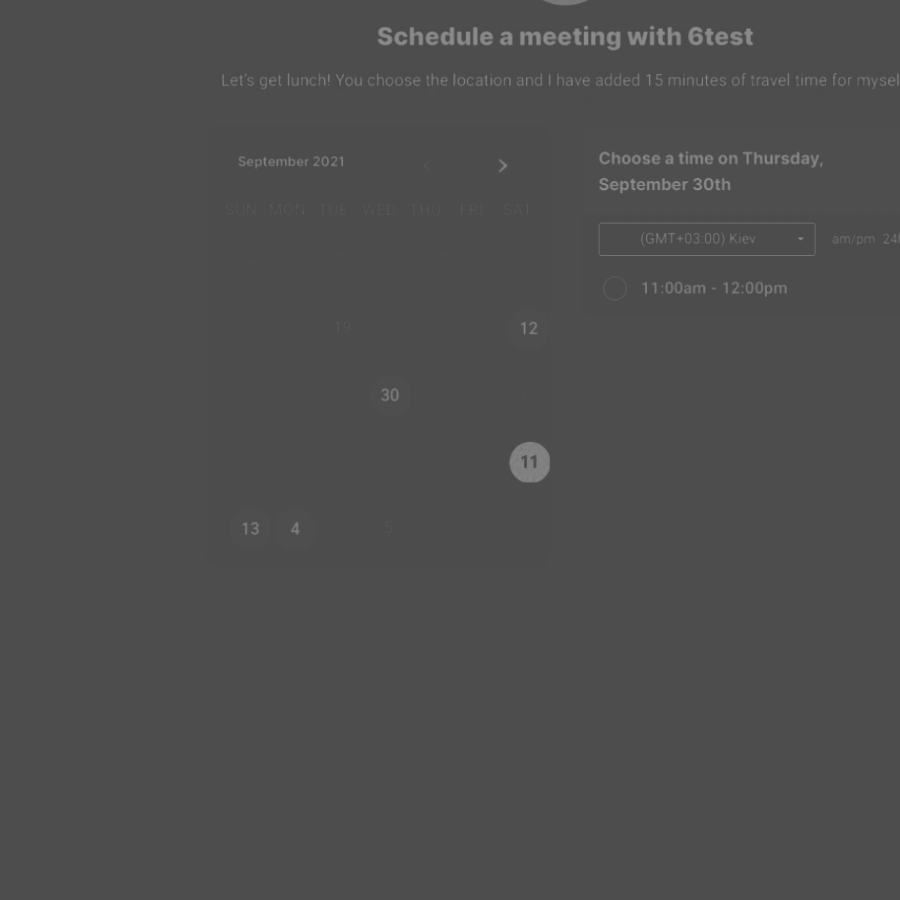 Schedule a meeting with 6test
Let's get lunch! You choose the location and I have added 15 minutes of travel time for
September 2021
SUN MON TUE WED THU FRI SAT
19 12
30
11
13 4 5
Choose a time on Thursday,
September 30th
(GMT+03:00) Kiev am/pm
11:00am - 12:00pm